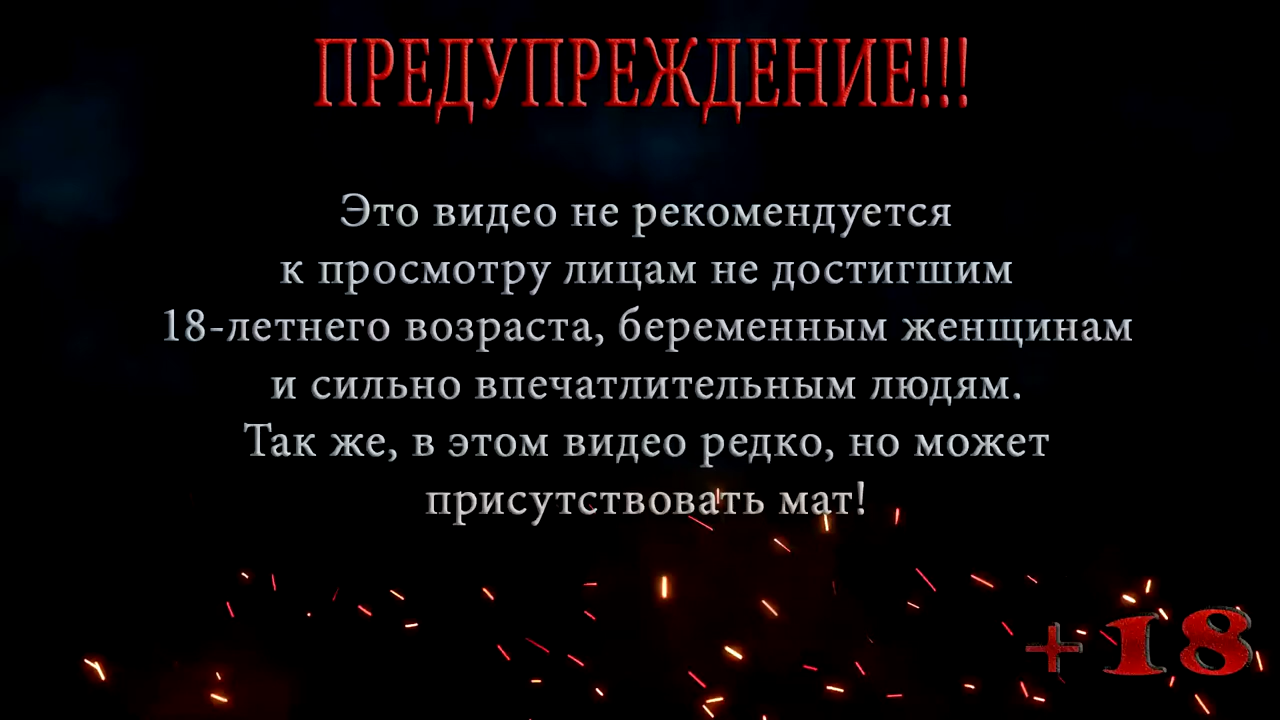 ПРЕДУПРЕЖДЕНИЕ!!!
Это видео не рекомендуется
к просмотру лицам не достигшим
18-летнего возраста, беременным женщинам
и сильно впечатлительным людям.
Так же, в этом видео редко, но может
присутствовать мат!
+18